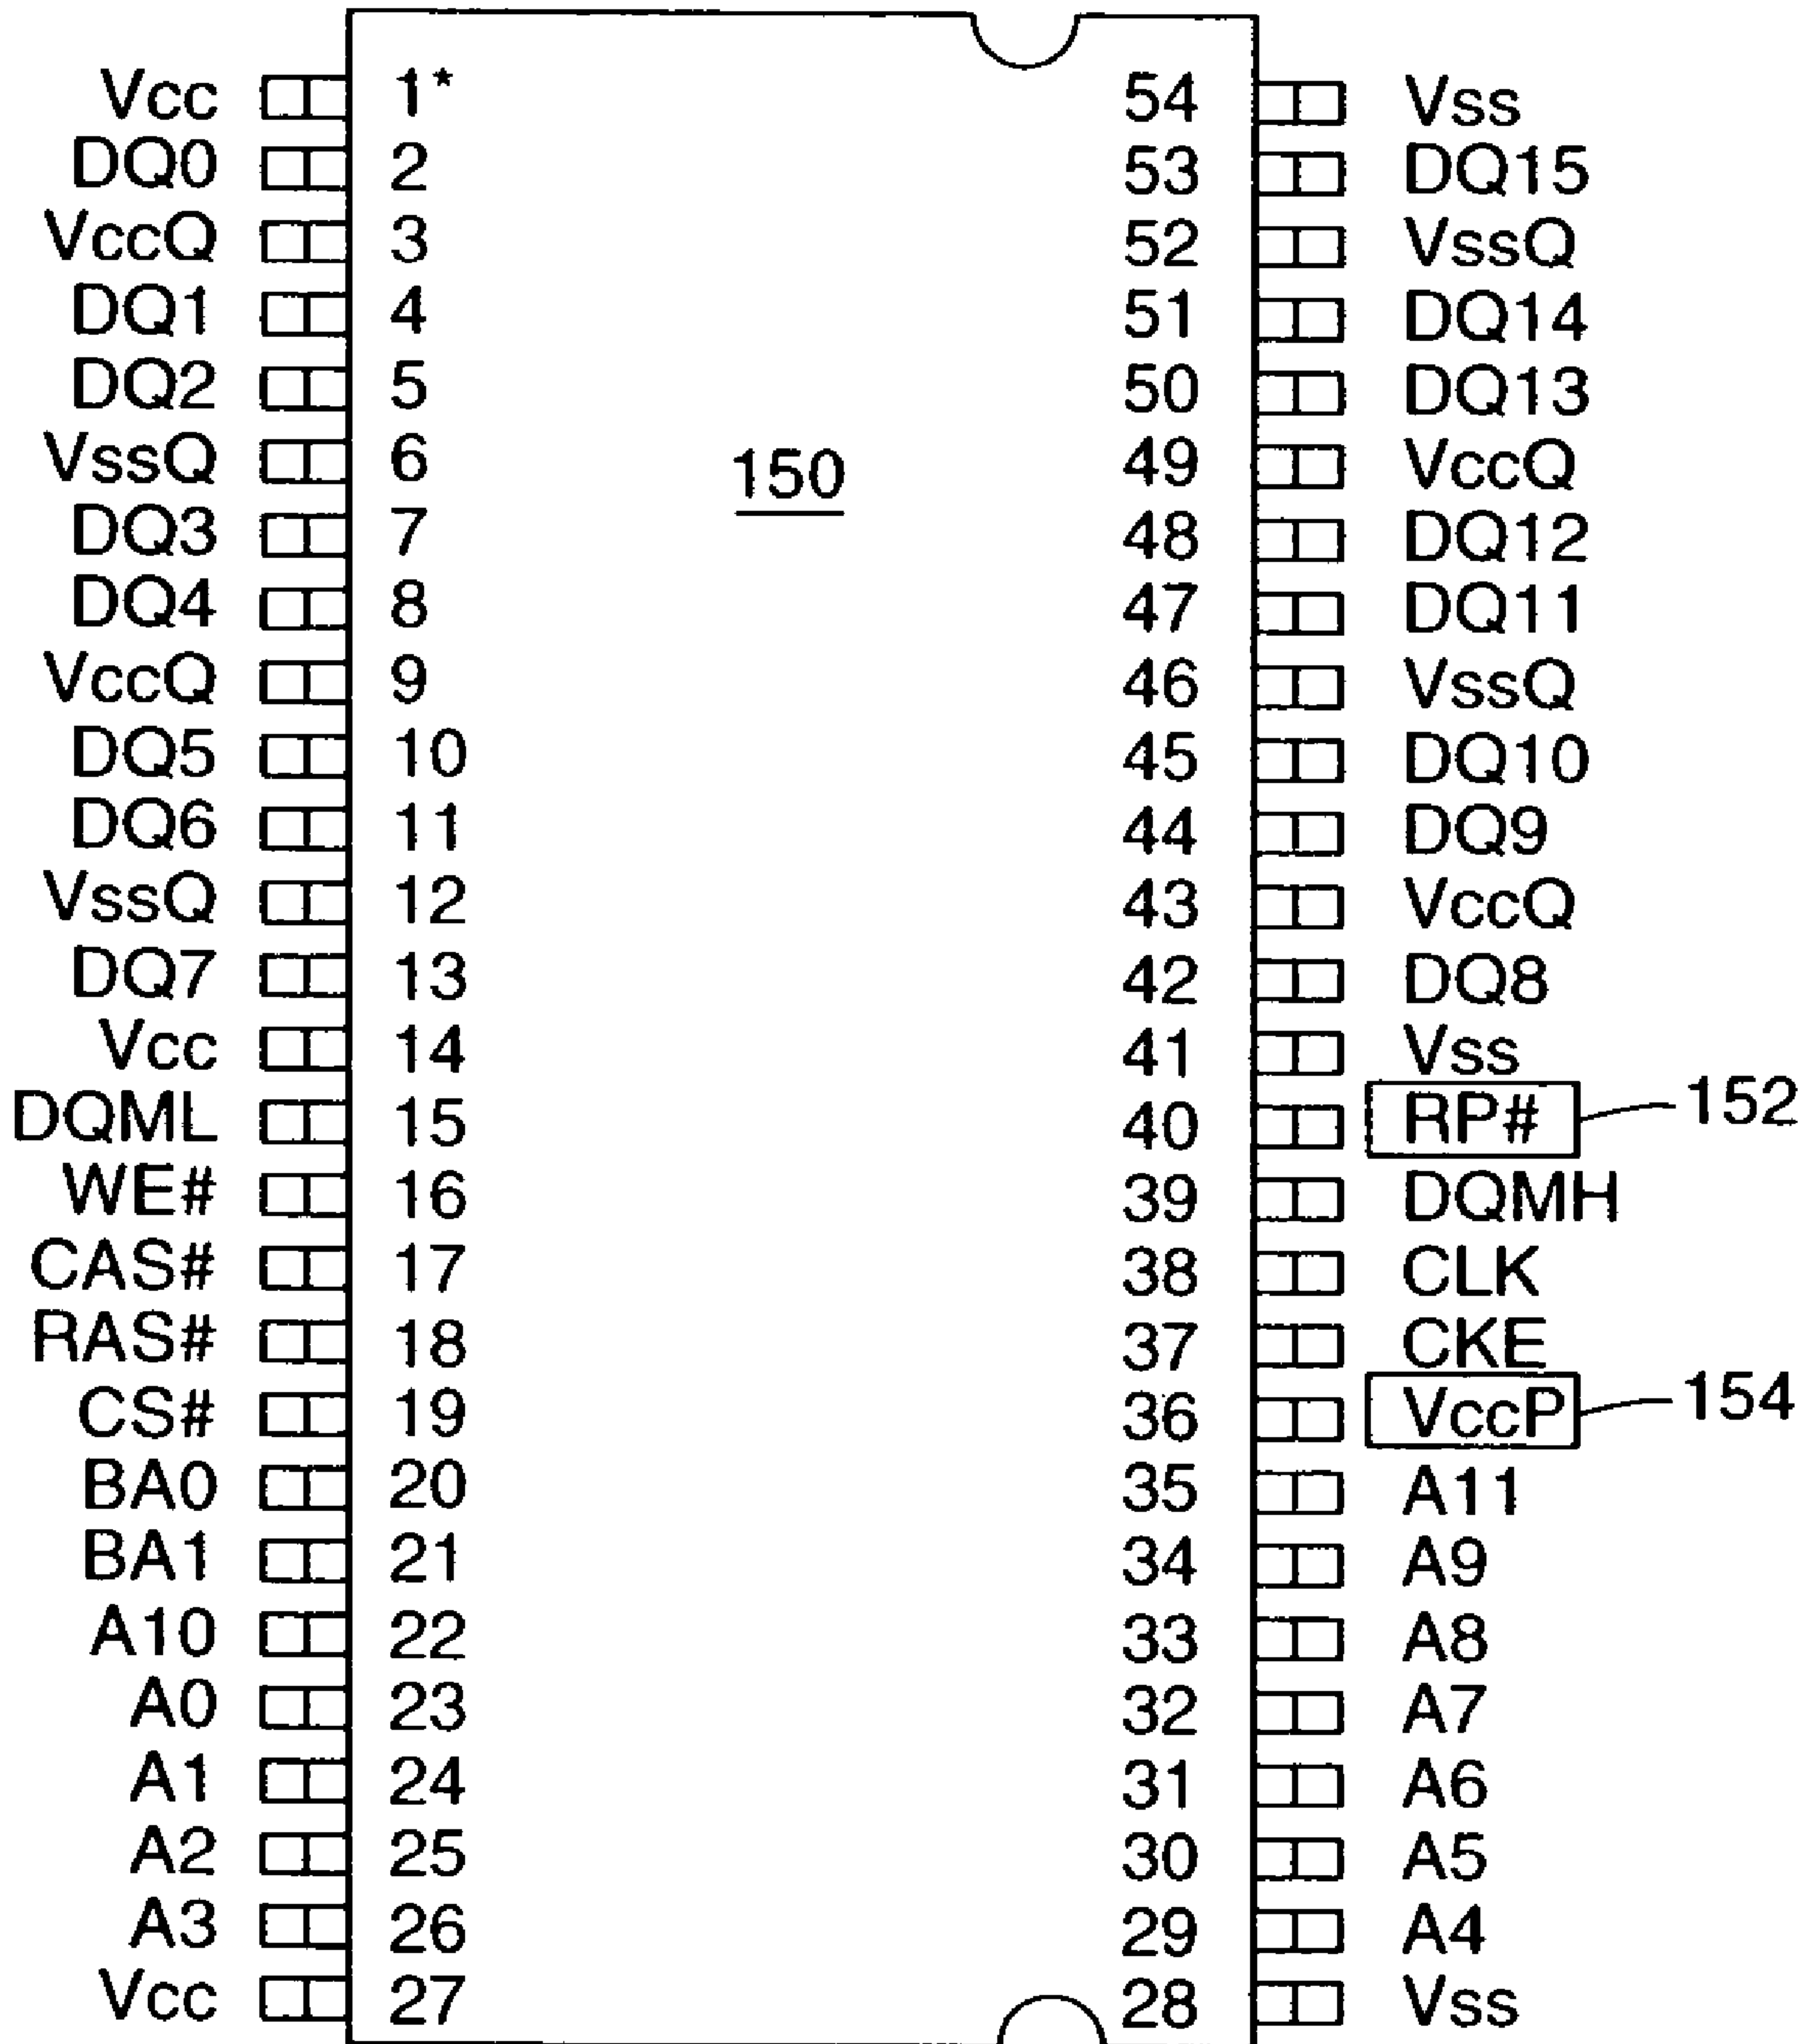 Vcc 1* 54 Vss
DQ0 2 53 DQ15
VccQ 3 52 VssQ
DQ1 4 51 DQ14
DQ2 5 50 DQ13
VssQ 6 150 49 VccQ
DQ3 7 48 DQ12
DQ4 8 47 DQ11
VccQ 9 46 VssQ
DQ5 10 45 DQ10
DQ6 11 44 DQ9
VssQ 12 43 VccQ
DQ7 13 42 DQ8
Vcc 14 41 Vss
DQML 15 40 RP# 152
WE# 16 39 DQMH
CAS# 17 38 CLK
RAS# 18 37 CKE
CS# 19 36 VccP 154
BA0 20 35 A11
BA1 21 34 A9
A10 22 33 A8
A0 23 32 A7
A1 24 31 A6
A2 25 30 A5
A3 26 29 A4
Vcc 27 28 Vss